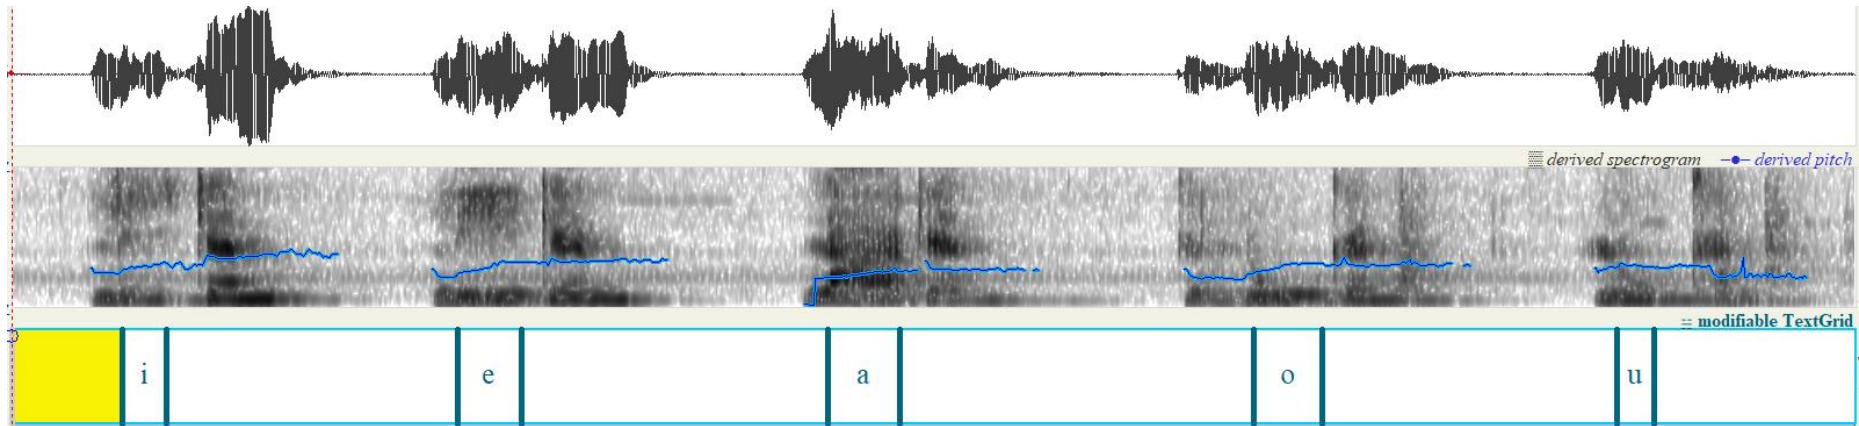 derived spectrogram derived pitch
modifiable TextGrid
i e a o u